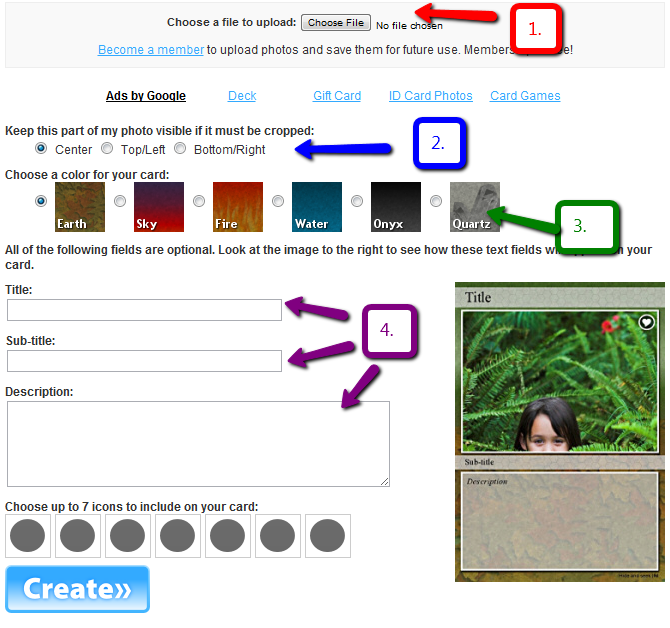 Choose a file to upload: Choose File No file chosen
1.
Become a member to upload photos and save them for future use. Members
Ads by Google Deck Gift Card ID Card Photos Card Games
Keep this part of my photo visible if it must be cropped:
Center Top/Left Bottom/Right
2.
Choose a color for your card:
Earth Sky Fire Water Onyx Quartz
3.
All of the following fields are optional. Look at the image to the right to see how these text fields your
card.
Title:
Title
4.
Sub-title:
Description:
Sub-title
Description
Choose up to 7 icons to include on your card:
Create»